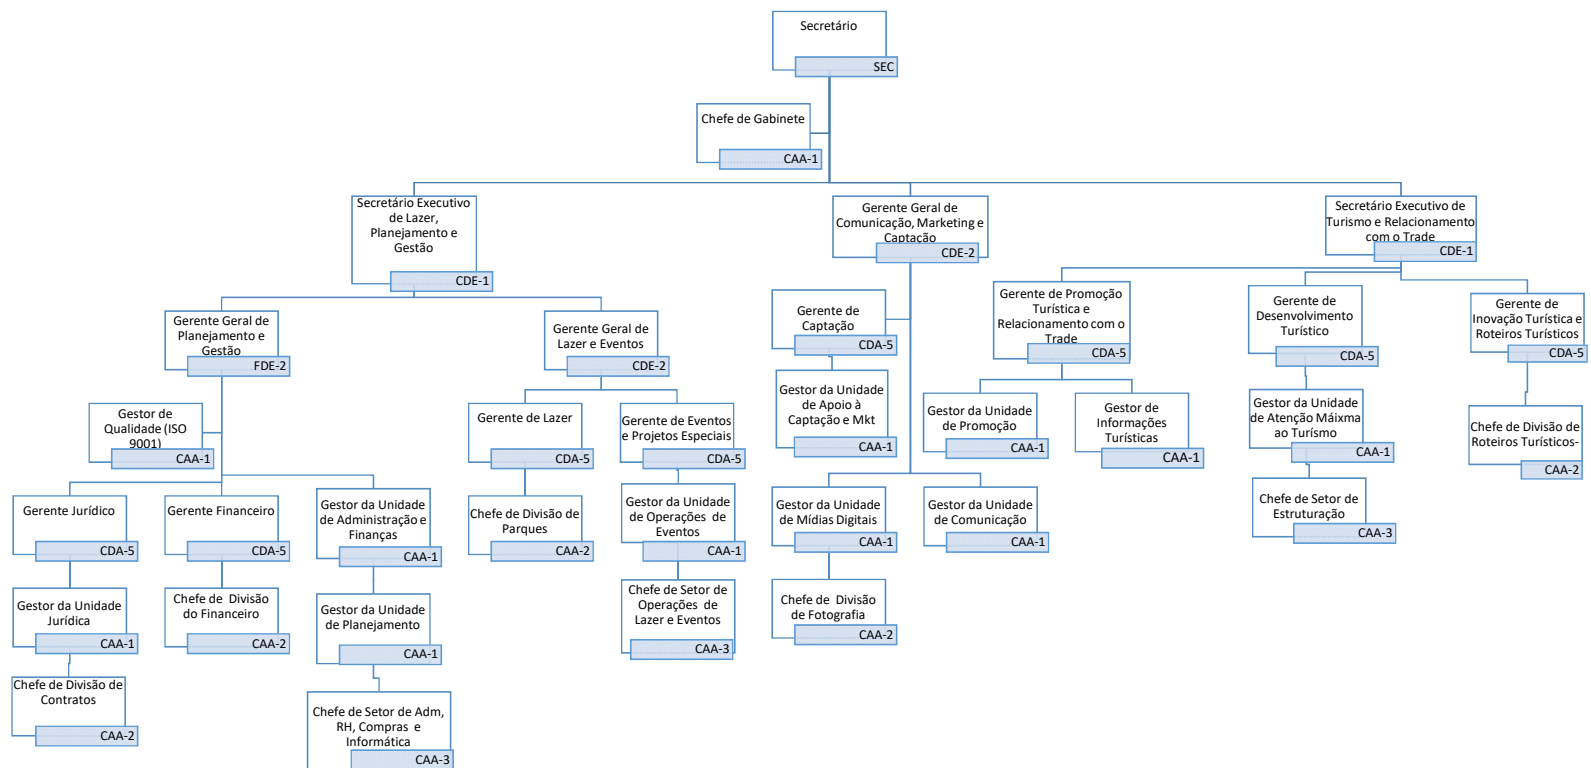 Secretário
SEC
Chefe de Gabinete
CAA-1
Secretário Executivo
de Lazer,
Planejamento e
Gestão
CDE-1
Gerente Geral de
Comunicação, Marketing e
Captação
CDE-2
Secretário Executivo de
Turismo e Relacionamento
com o Trade
CDE-1
Gerente Geral de
Planejamento e
Gestão
FDE-2
Gerente Geral de
Lazer e Eventos
CDE-2
Gerente de
Captação
CDA-5
Gerente de Promoção
Turística e
Relacionamento com o
Trade
CDA-5
Gerente de
Desenvolvimento
Turístico
CDA-5
Gerente de
Inovação Turística e
Roteiros Turísticos
CDA-5
Gestor de
Qualidade (ISO
9001)
CAA-1
Gerente de Lazer
CDA-5
Gerente de Eventos
e Projetos Especiais
CDA-5
Gestor da Unidade
de Apoio à
Captação e Mkt
CAA-1
Gestor da Unidade
de Promoção
CAA-1
Gestor de
Informações
Turísticas
CAA-1
Gestor da Unidade
de Atenção Máixma
ao Turísmo
CAA-1
Chefe de Divisão de
Roteiros Turísticos-
CAA-2
Gerente Jurídico
CDA-5
Gerente Financeiro
CDA-5
Gestor da Unidade
de Administração e
Finanças
CAA-1
Chefe de Divisão de
Parques
CAA-2
Gestor da Unidade
de Operações de
Eventos
CAA-1
Gestor da Unidade
de Mídias Digitais
CAA-1
Gestor da Unidade
de Comunicação
CAA-1
Chefe de Setor de
Estruturação
CAA-3
Gestor da Unidade
Jurídica
CAA-1
Chefe de Divisão
do Financeiro
CAA-2
Gestor da Unidade
de Planejamento
CAA-1
Chefe de Setor de
Operações de
Lazer e Eventos
CAA-3
Chefe de Divisão
de Fotografia
CAA-2
Chefe de Divisão de
Contratos
CAA-2
Chefe de Setor de Adm,
RH, Compras e
Informática
CAA-3